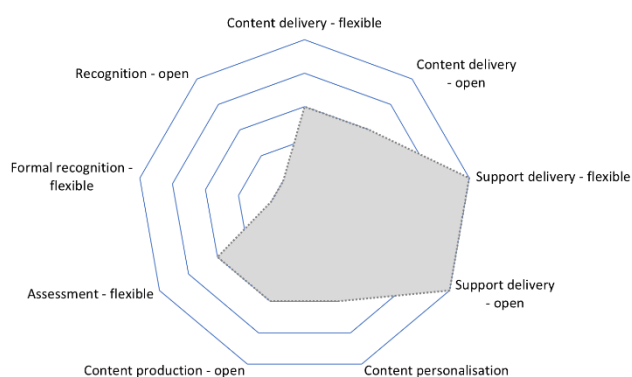 Content delivery - flexible
Content delivery
- open
Support delivery - flexible
Support delivery
- open
Content personalisation
Content production - open
Assessment - flexible
Formal recognition -
flexible
Recognition - open